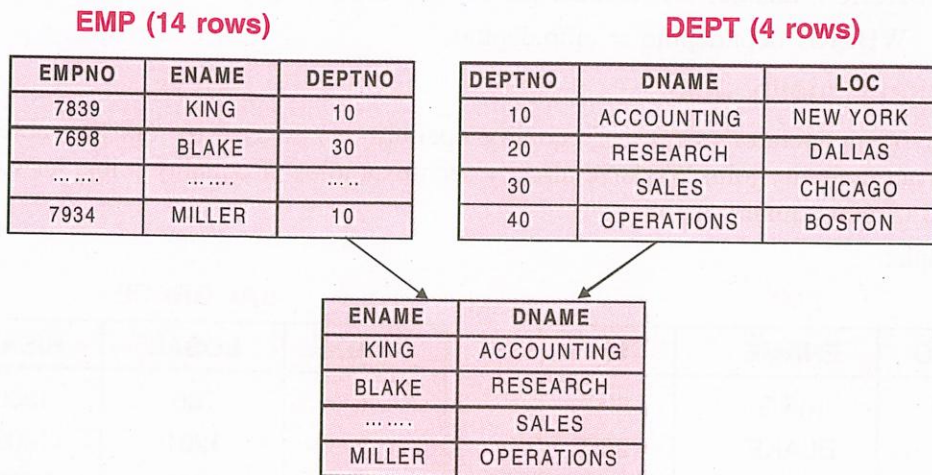 EMP (14 rows)
EMPNO ENAME DEPTNO
7839 KING 10
7698 BLAKE 30
....... ....... .....
7934 MILLER 10
DEPT (4 rows)
DEPTNO DNAME LOC
10 ACCOUNTING NEW YORK
20 RESEARCH DALLAS
30 SALES CHICAGO
40 OPERATIONS BOSTON
ENAME DNAME
KING ACCOUNTING
BLAKE RESEARCH
....... SALES
MILLER OPERATIONS